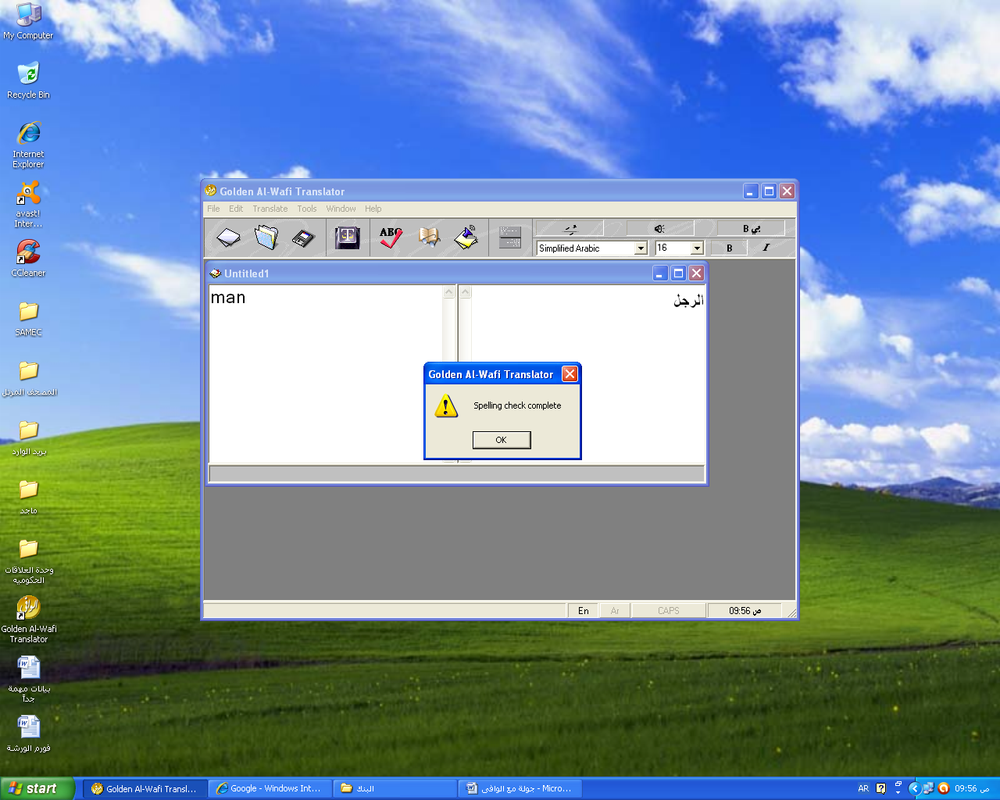 My Computer
Recycle Bin
Internet
Explorer
avast!
Inter...
CCleaner
SAMEC
المصحف المرتل
بريد الوارد
ماجد
وحدة العلاقات
الحكوميه
Golden Al-Wafi
Translator
بيانات مهمة
جداً
فورم الورشة
Golden Al-Wafi Translator
File Edit Translate Tools Window Help
ABC
B بي
Simplified Arabic 16 B I
Untitled1
man
الرجل
Golden Al-Wafi Translator
Spelling check complete
OK
En Ar CAPS 09:56 ص
start
Golden Al-Wafi Transl...
Google - Windows Int...
البنك
جولة مع الوافي - Micro...
AR
09:56 ص